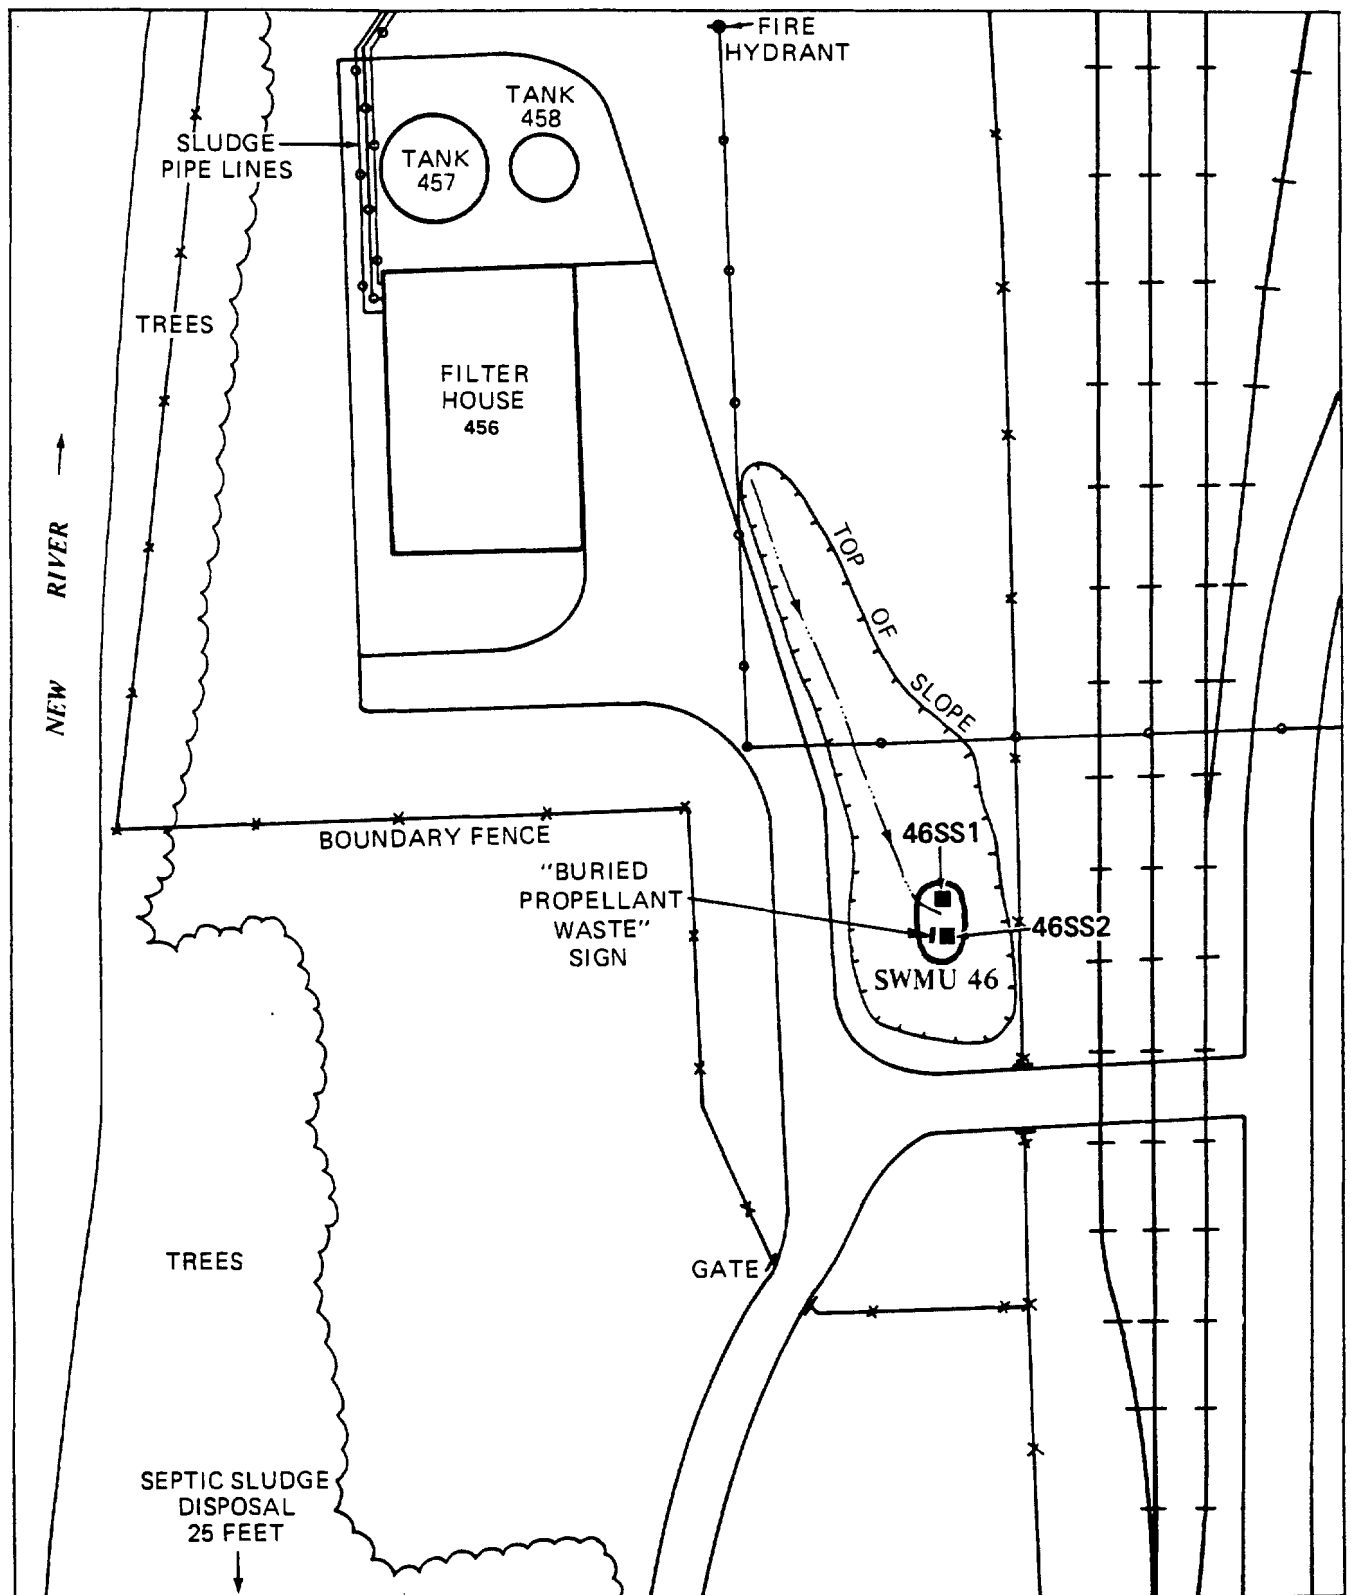 FIRE
HYDRANT
TANK
458
SLUDGE
PIPE LINES
TANK
457
TREES
FILTER
HOUSE
456
NEW RIVER
TOP OF SLOPE
BOUNDARY FENCE
46SS1
"BURIED
PROPELLANT
WASTE"
SIGN
46SS2
SWMU 46
TREES
GATE
SEPTIC SLUDGE
DISPOSAL
25 FEET